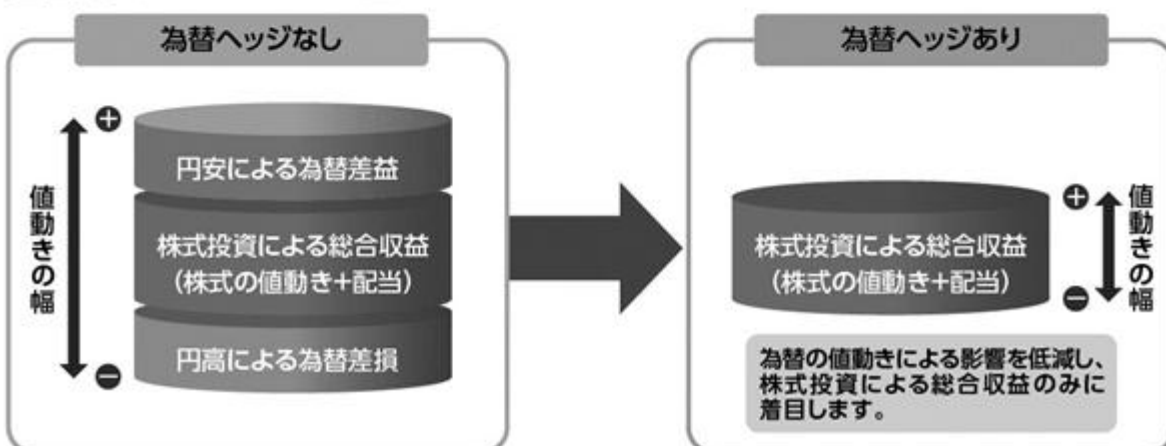 為替ヘッジなし
+
円安による為替差益
値動きの幅
株式投資による総合収益
(株式の値動き+配当)
円高による為替差損
−
為替ヘッジあり
+
株式投資による総合収益
(株式の値動き+配当)
値動きの幅
−
為替の値動きによる影響を低減し、
株式投資による総合収益のみに
着目します。